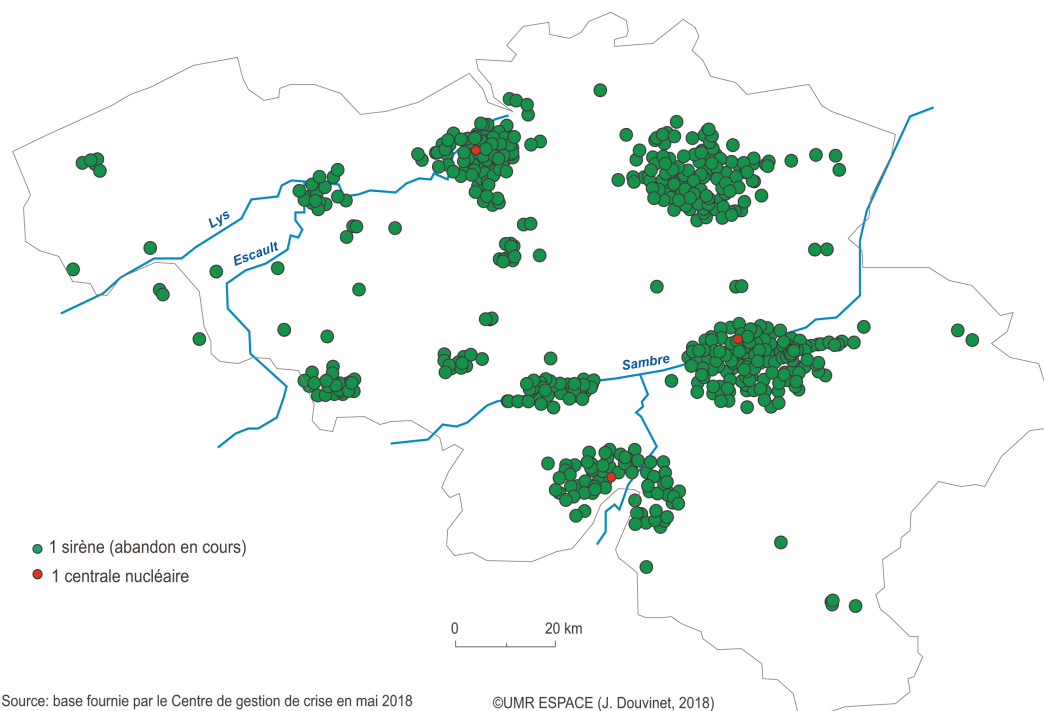 Lys
Escault
Sambre
1 sirène (abandon en cours)
1 centrale nucléaire
0 20 km
Source: base fournie par le Centre de gestion de crise en mai 2018
©UMR ESPACE (J. Douvinet, 2018)